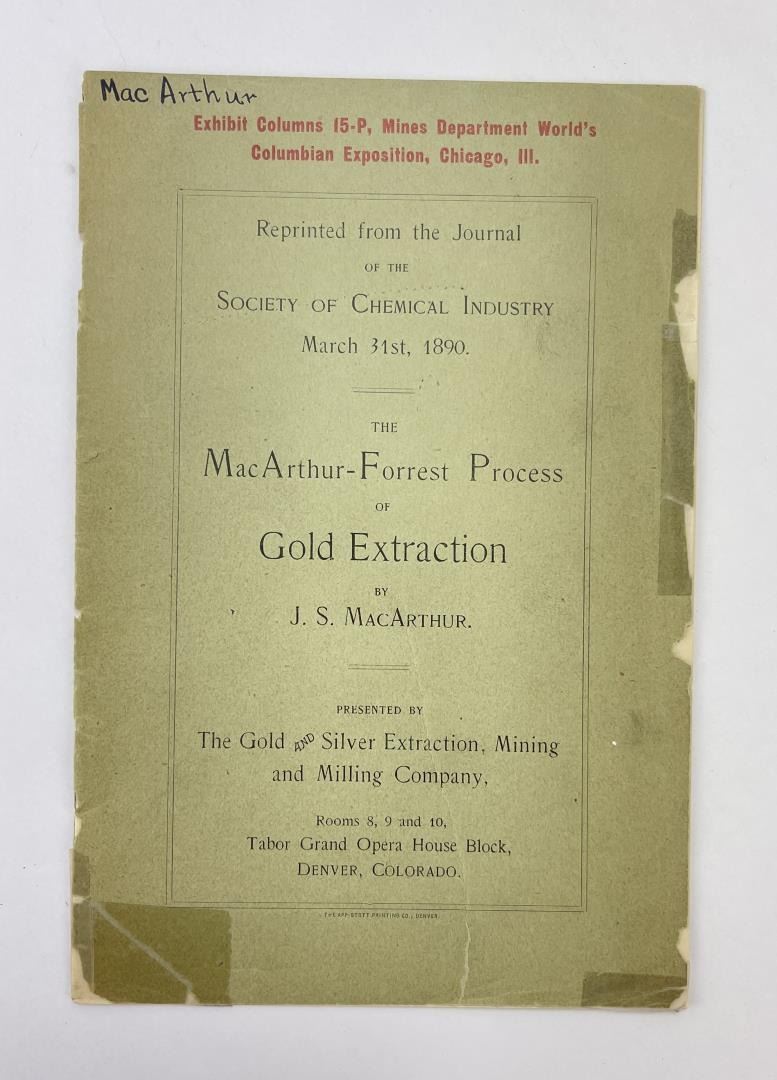 Mac Arthur
Exhibit Columns 15-P, Mines Department World's
Columbian Exposition, Chicago, Ill.
Reprinted from the Journal
OF THE
SOCIETY OF CHEMICAL INDUSTRY
March 31st, 1890.
THE
MacArthur-Forrest Process
OF
Gold Extraction
BY
J. S. MACARTHUR.
PRESENTED BY
The Gold AND Silver Extraction, Mining
and Milling Company,
Rooms 8, 9 and 10,
Tabor Grand Opera House Block,
DENVER, COLORADO.
PRINTING CO., DENVER